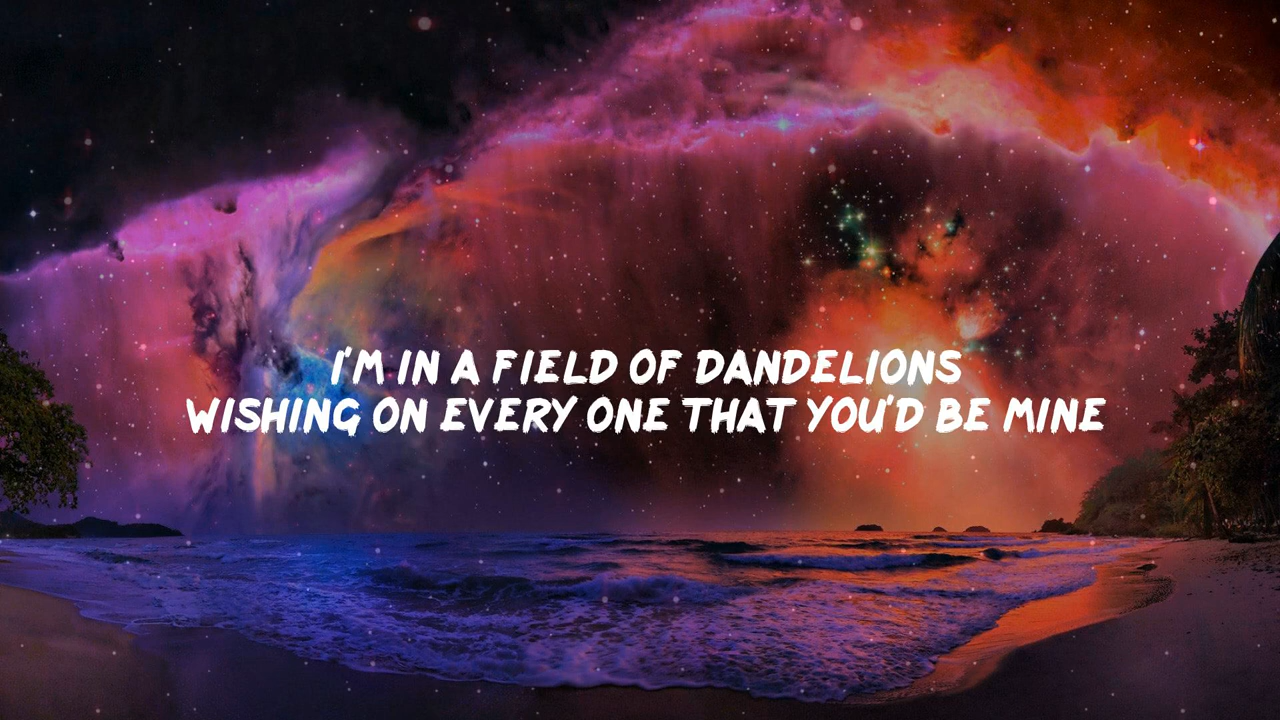 I'M IN A FIELD OF DANDELIONS
WISHING ON EVERY ONE THAT YOU'D BE MINE